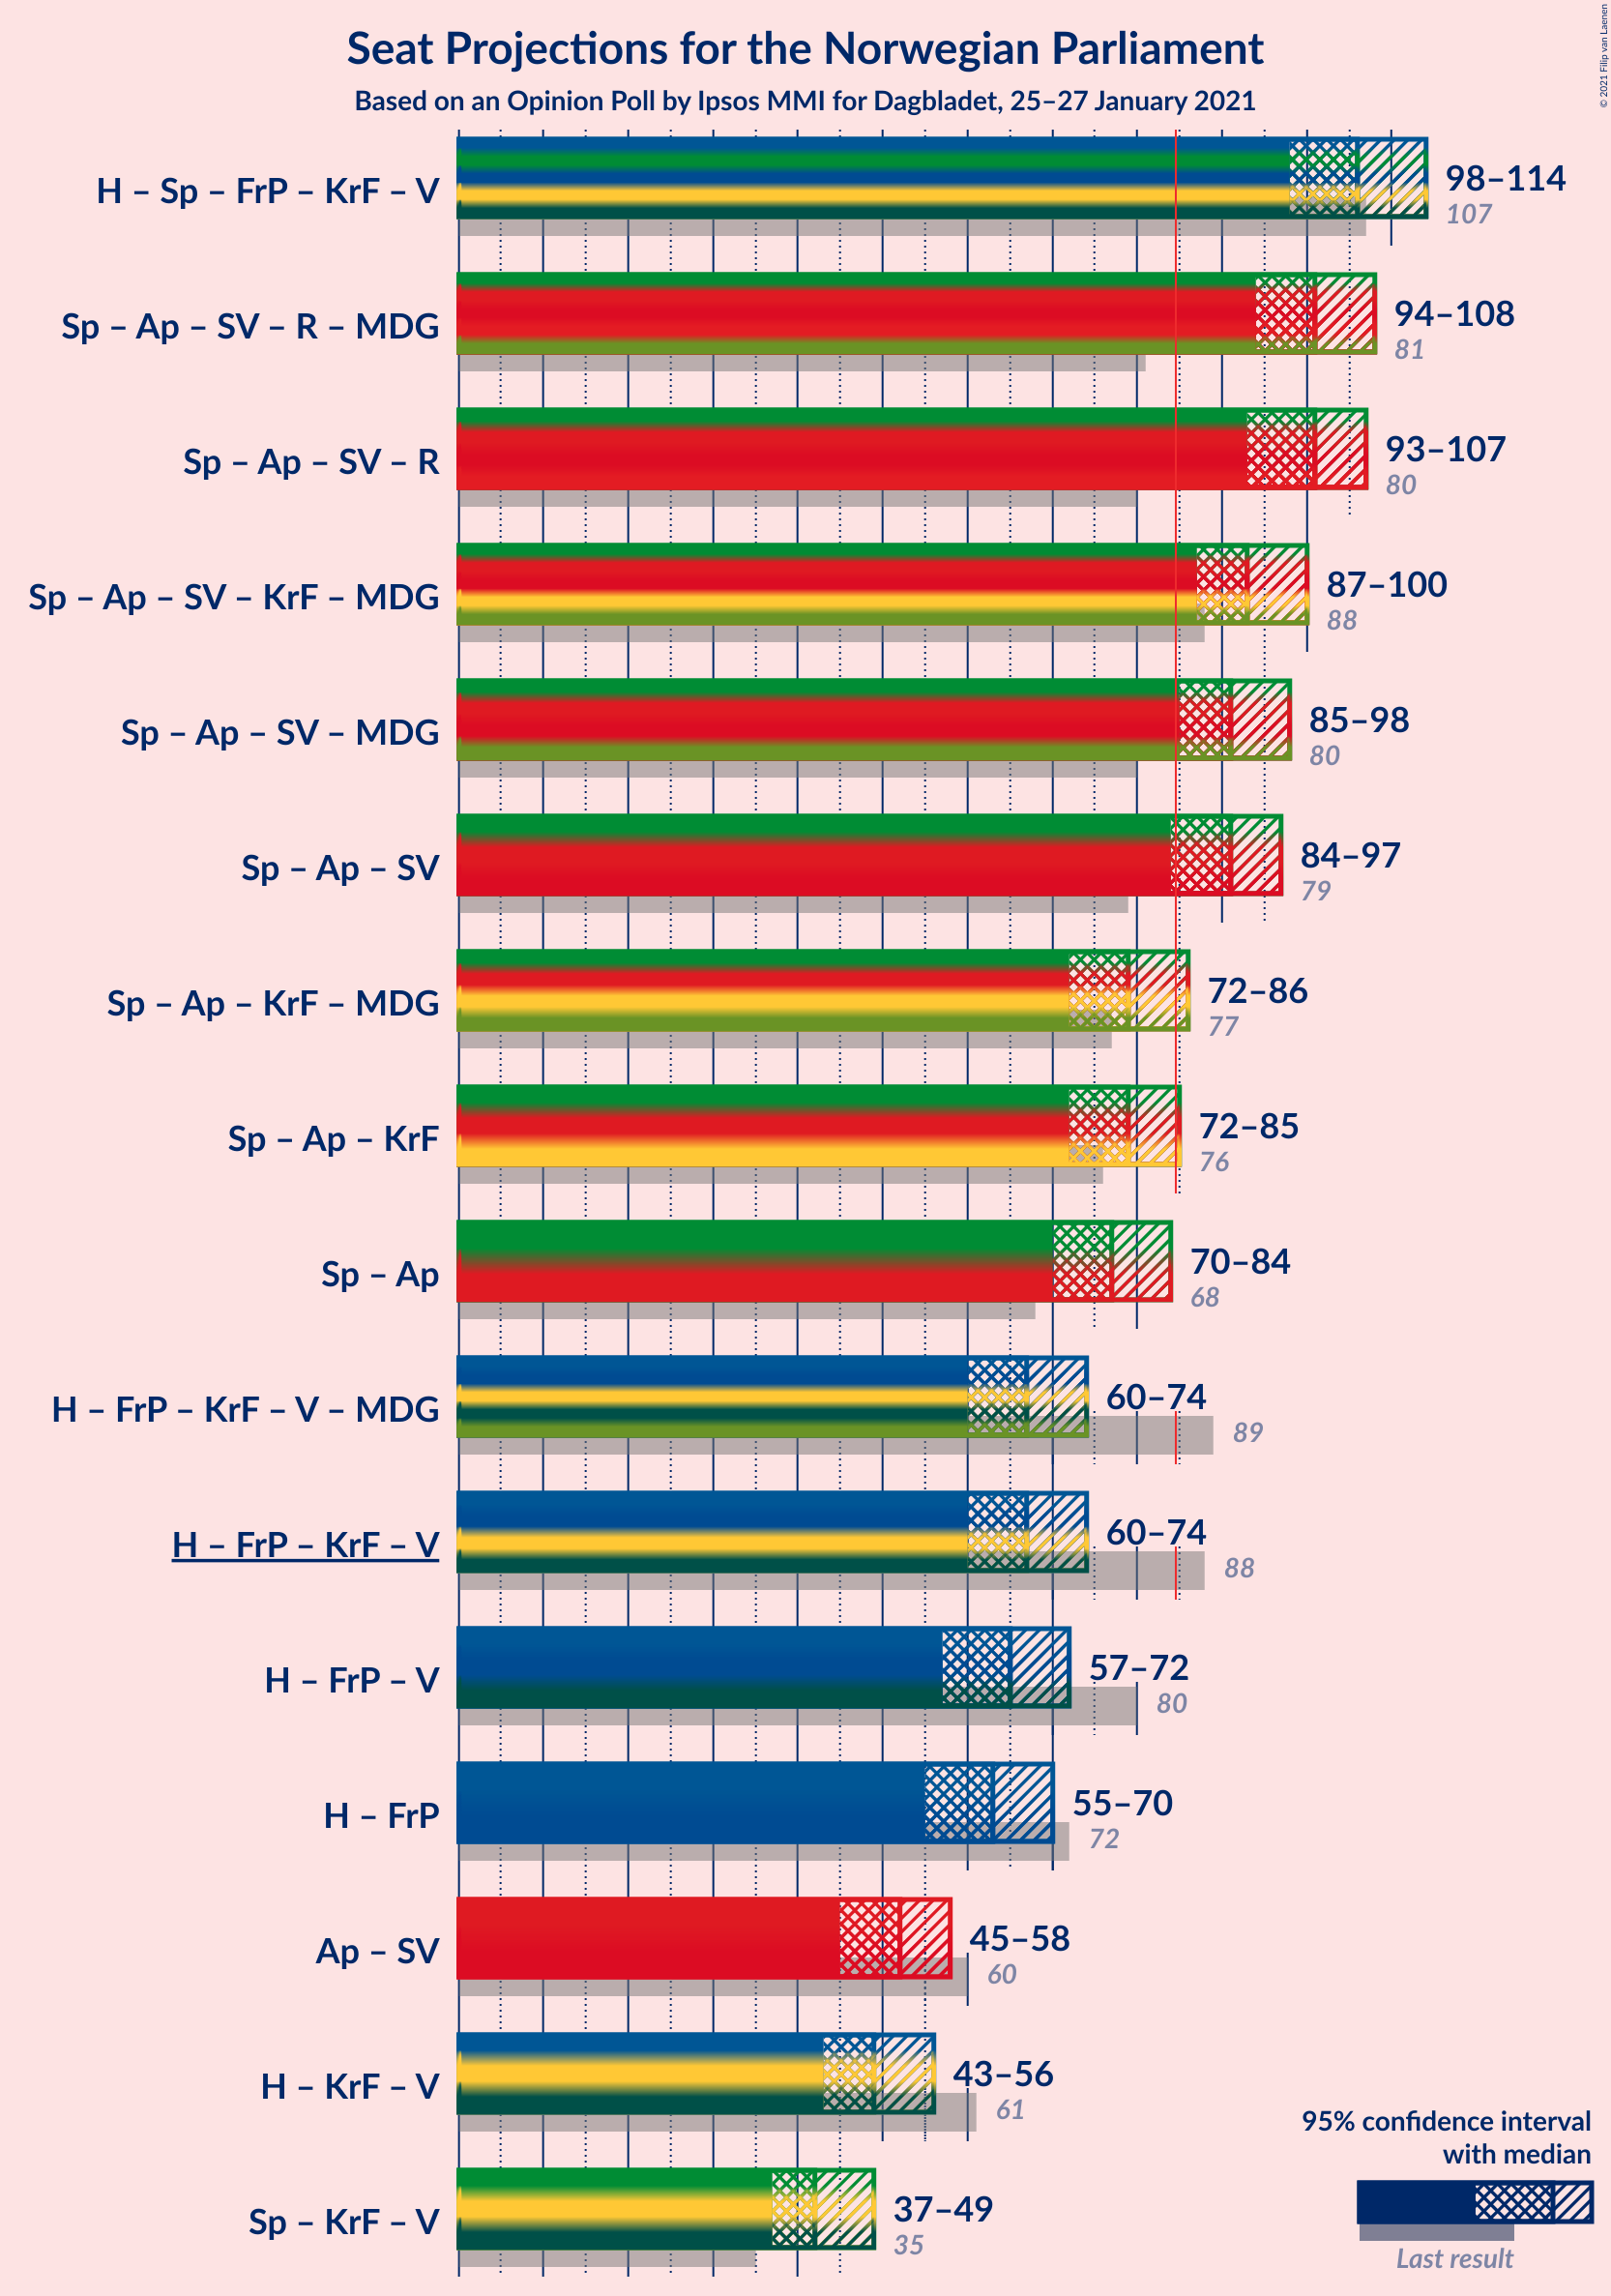 Seat Projections for the Norwegian Parliament
Based on an Opinion Poll by Ipsos MMI for Dagbladet, 25–27 January 2021
© 2021 Filip van Laenen
H – Sp – FrP – KrF – V
98–114
107
Sp – Ap – SV – R – MDG
94–108
81
Sp – Ap – SV – R
93–107
80
Sp – Ap – SV – KrF – MDG
87–100
88
Sp – Ap – SV – MDG
85–98
80
Sp – Ap – SV
84–97
79
Sp – Ap – KrF – MDG
72–86
77
Sp – Ap – KrF
72–85
76
Sp – Ap
70–84
68
H – FrP – KrF – V – MDG
60–74
89
H – FrP – KrF – V
60–74
88
H – FrP – V
57–72
80
H – FrP
55–70
72
Ap – SV
45–58
60
H – KrF – V
43–56
61
Sp – KrF – V
37–49
35
95% confidence interval
with median
Last result